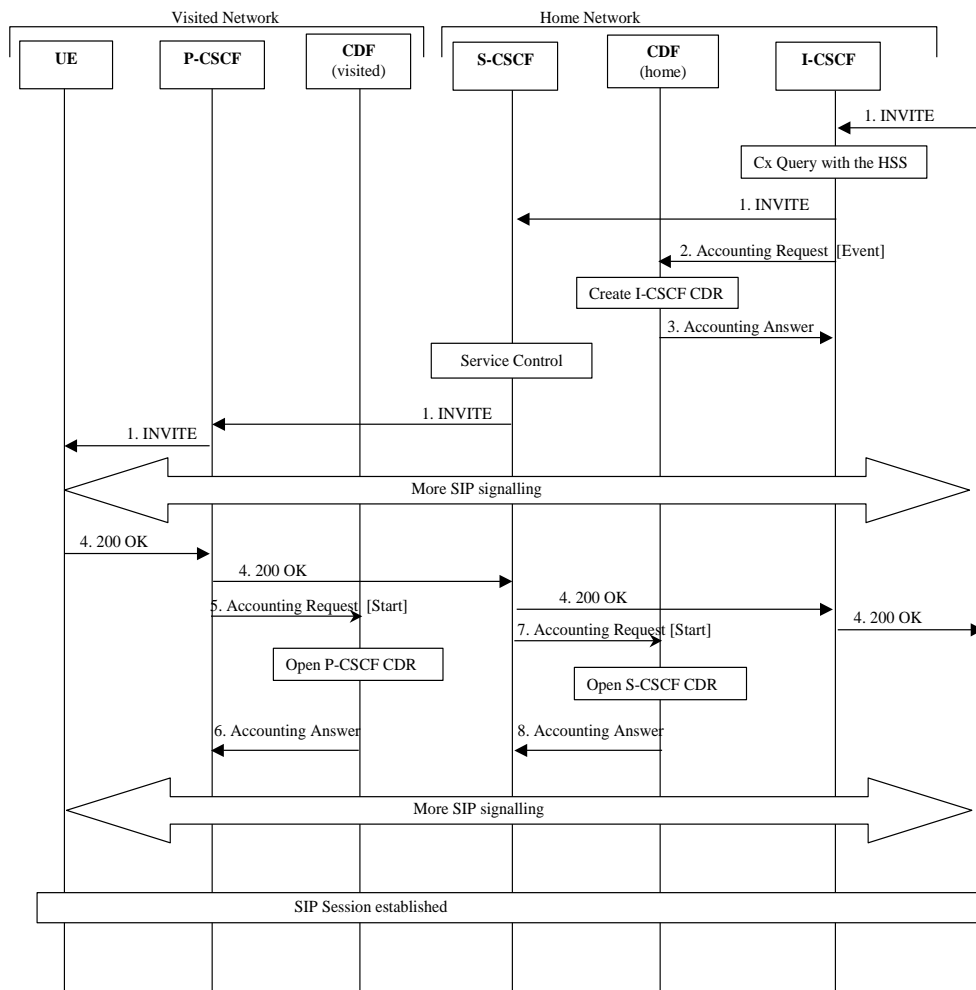 Visited Network
Home Network
UE
P-CSCF
CDF
(visited)
S-CSCF
CDF
(home)
I-CSCF
1. INVITE
Cx Query with the HSS
1. INVITE
2. Accounting Request [Event]
Create I-CSCF CDR
3. Accounting Answer
Service Control
1. INVITE
1. INVITE
More SIP signalling
4. 200 OK
4. 200 OK
4. 200 OK
5. Accounting Request [Start]
4. 200 OK
7. Accounting Request [Start]
Open P-CSCF CDR
Open S-CSCF CDR
6. Accounting Answer
8. Accounting Answer
More SIP signalling
SIP Session established